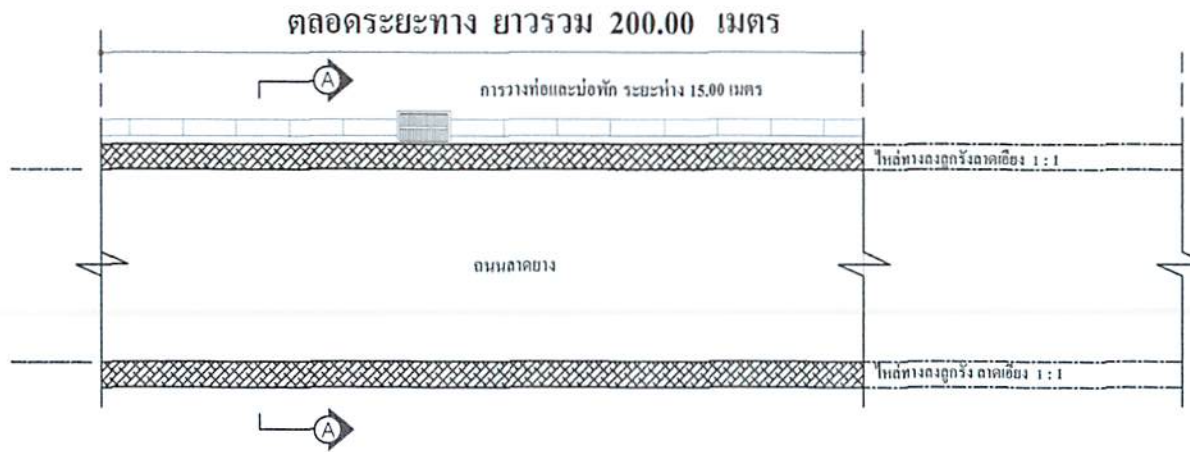 ตลอดระยะทาง ยาวรวม 200.00 เมตร
A
การวางท่อและบ่อพัก ระยะห่าง 15.00 เมตร
ไหล่ทางลงลูกรังลาดเอียง 1 : 1
ถนนลาดยาง
ไหล่ทางลงลูกรัง ลาดเอียง 1 : 1
A